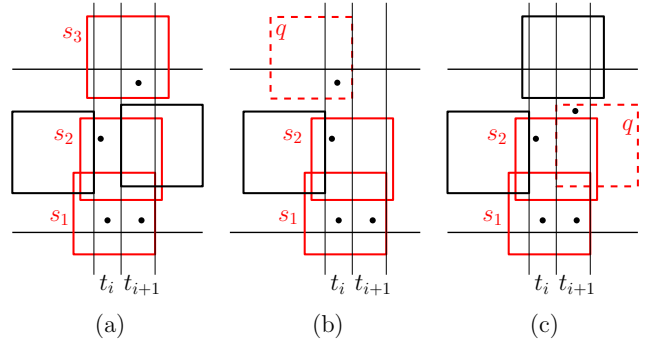 s₃ q
s₂ s₂ s₂ q
s₁ s₁ s₁
tᵢ tᵢ₊₁ tᵢ tᵢ₊₁ tᵢ tᵢ₊₁
(a) (b) (c)